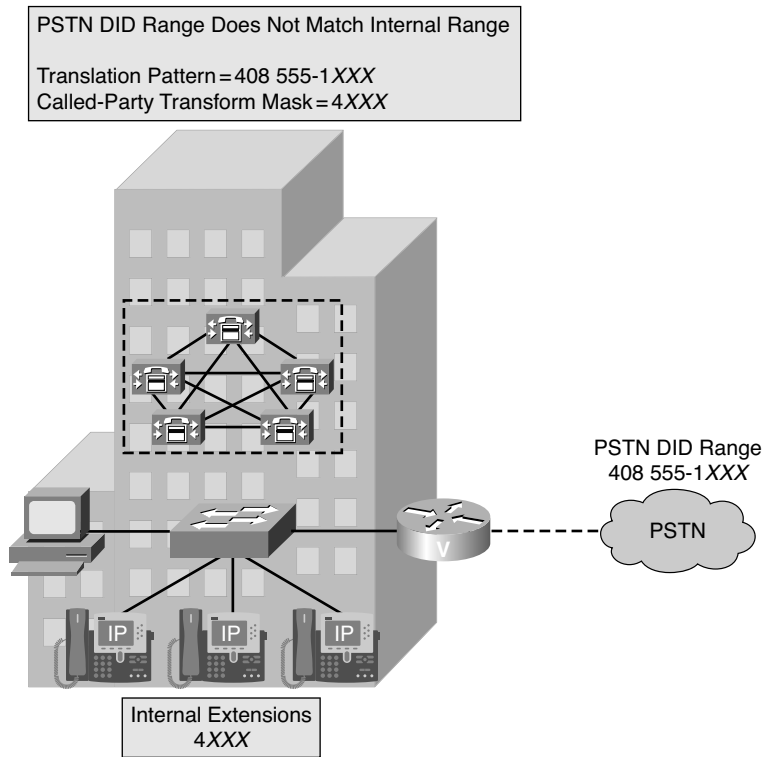 PSTN DID Range Does Not Match Internal Range
Translation Pattern=408 555-1XXX
Called-Party Transform Mask=4XXX
PSTN DID Range
408 555-1XXX
PSTN
V
IP
IP
IP
Internal Extensions
4XXX